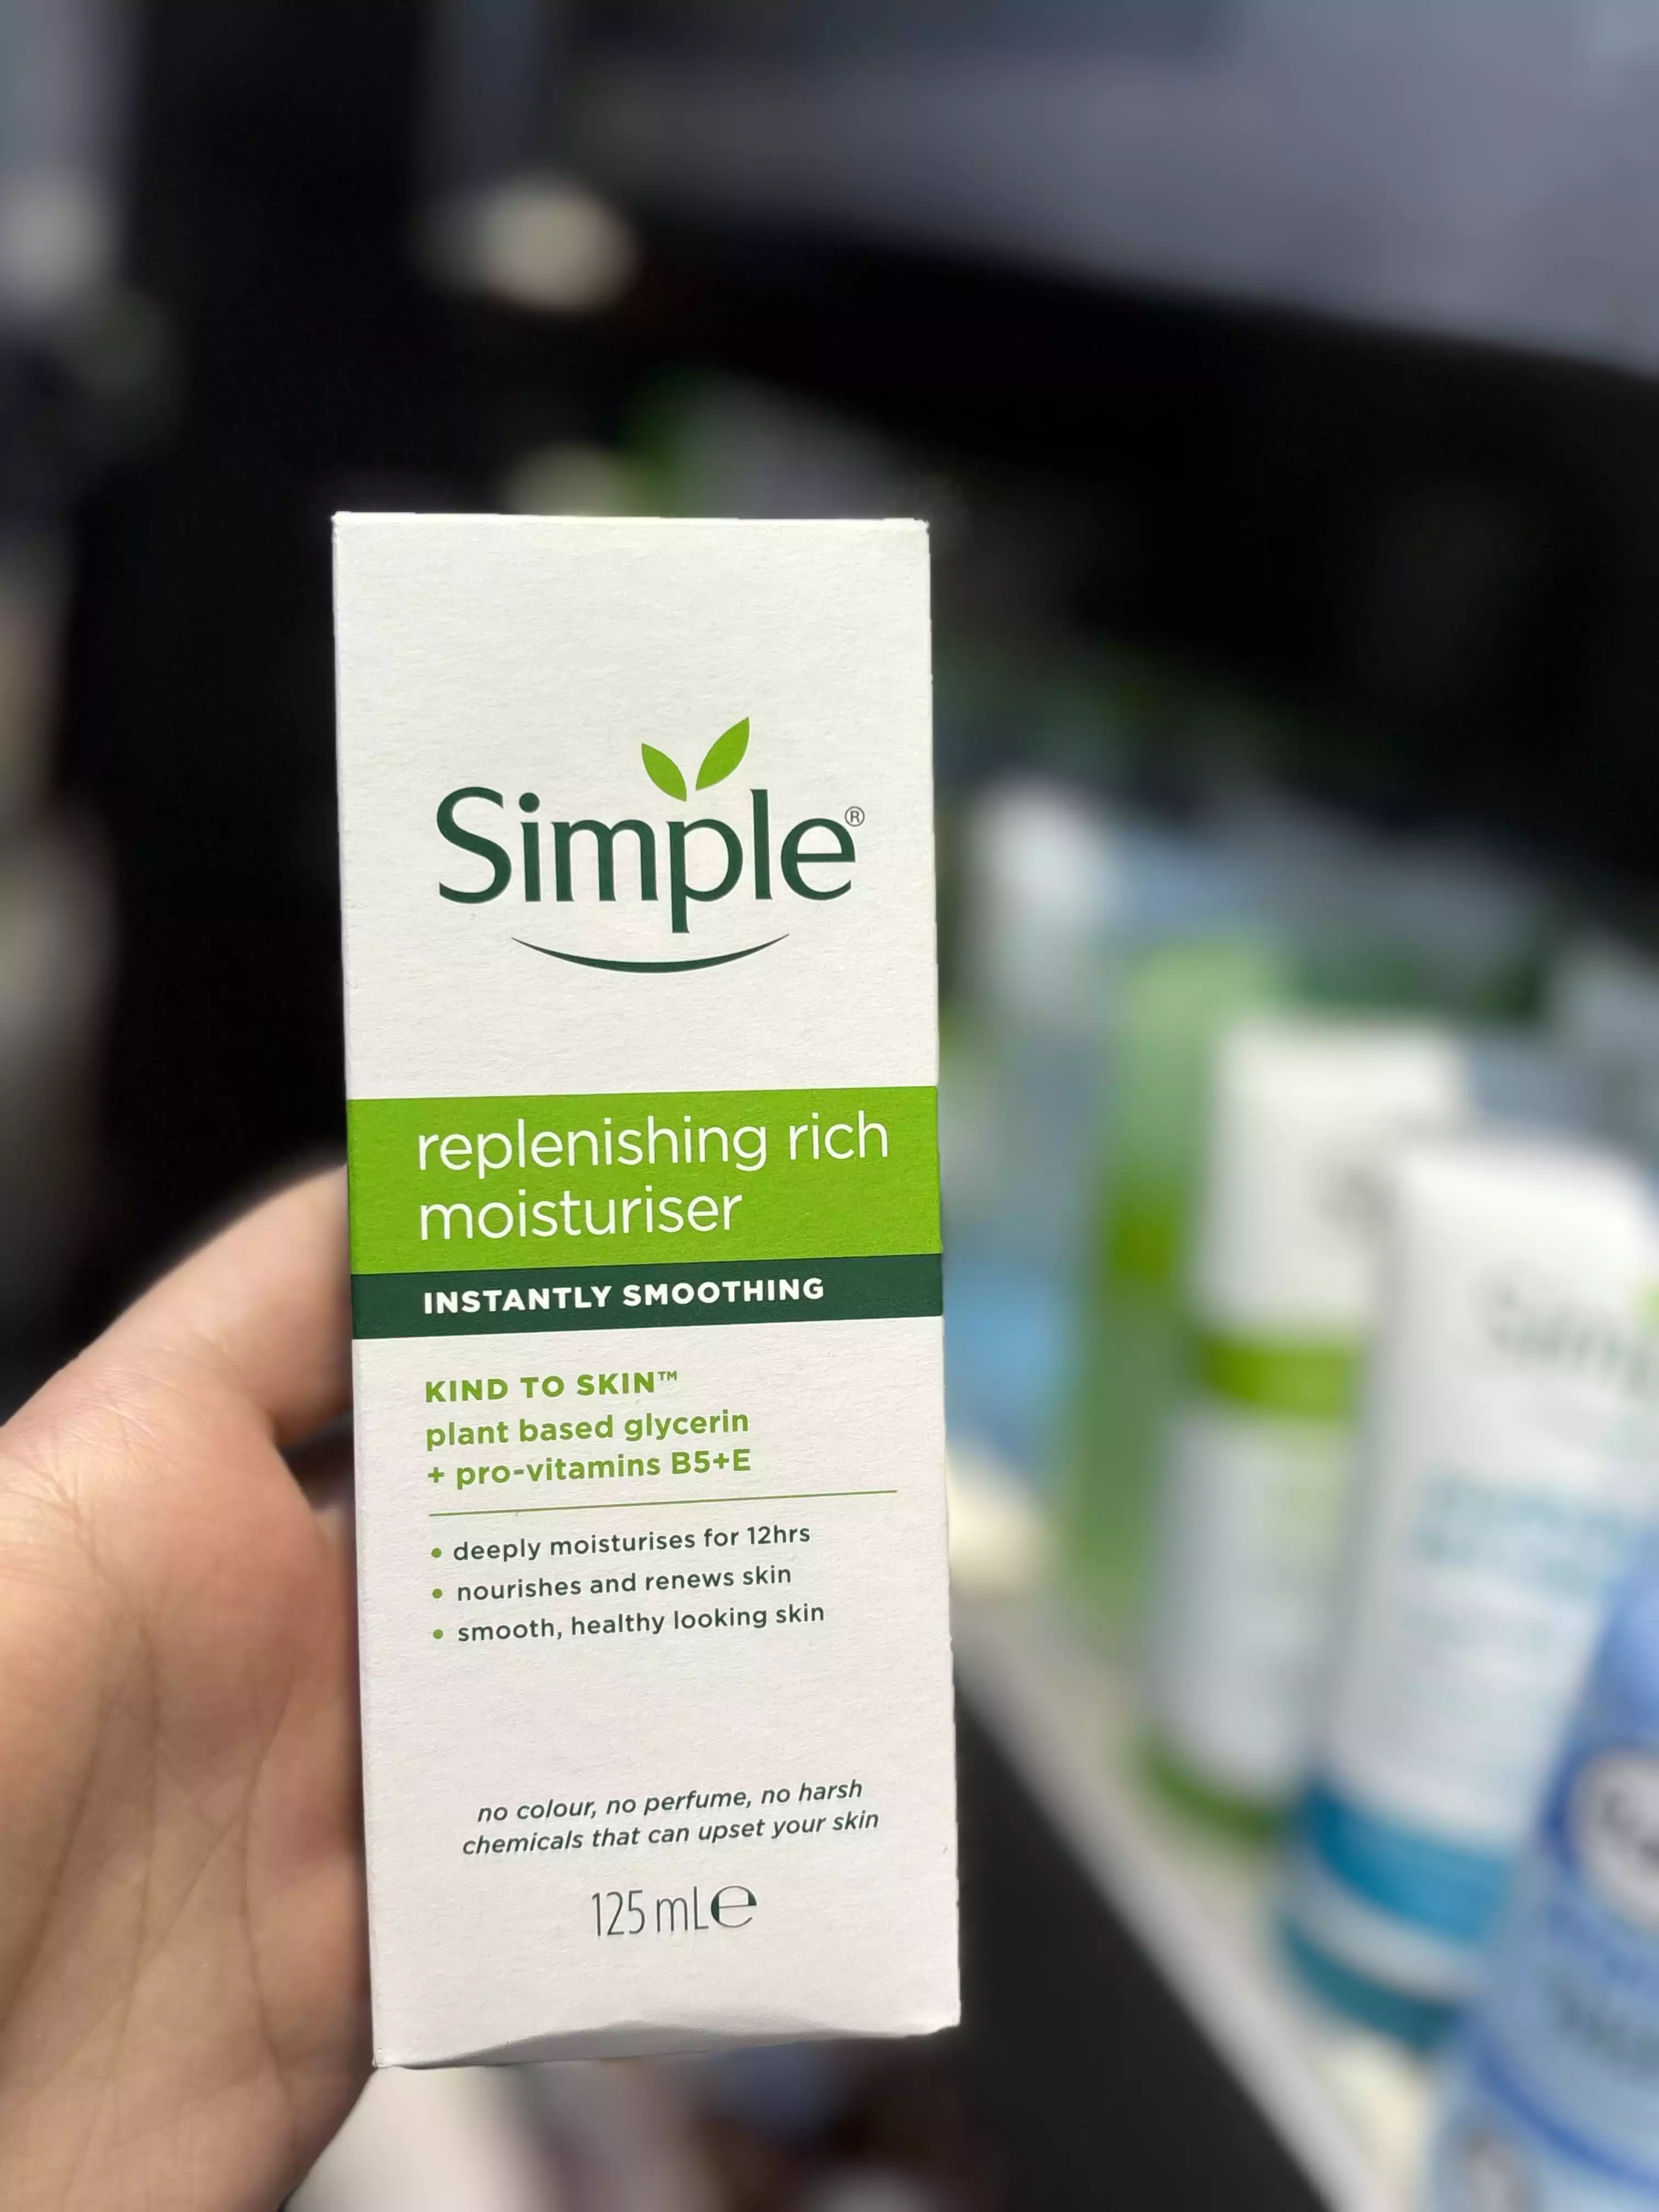 Simple®
replenishing rich
moisturiser
INSTANTLY SMOOTHING
KIND TO SKIN™
plant based glycerin
+ pro-vitamins B5+E
• deeply moisturises for 12hrs
• nourishes and renews skin
• smooth, healthy looking skin
no colour, no perfume, no harsh
chemicals that can upset your skin
125 mL℮